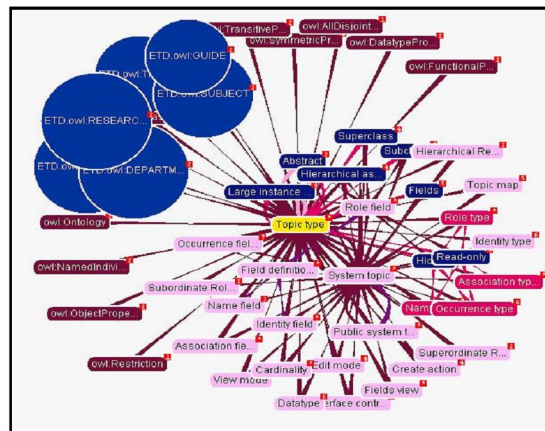 owl:TransitiveP...
owl:AllDisjoint...
owl:SymmetricPr...
owl:DatatypePro...
ETD.owl:GUIDE
owl:FunctionalP...
ETD.owl:SUBJECT
ETD.owl:RESEARC...
Superclass
Abstract
Hierarchical Re...
ETD.owl:DEPARTM...
Hierarchical as...
Large instance ...
Fields
Topic map
Role field
owl:Ontology
Topic type
Role type
Occurrence fiel...
Identity type
Read-only
owl:NamedIndivi...
Field definitio...
System topic
Association typ...
Subordinate Rol...
owl:ObjectPrope...
Name field
Occurrence type
Identity field
Public system t...
Association fie...
Superordinate R...
owl:Restriction
Cardinality
Edit mode
Create action
View mode
Fields view
Datatype